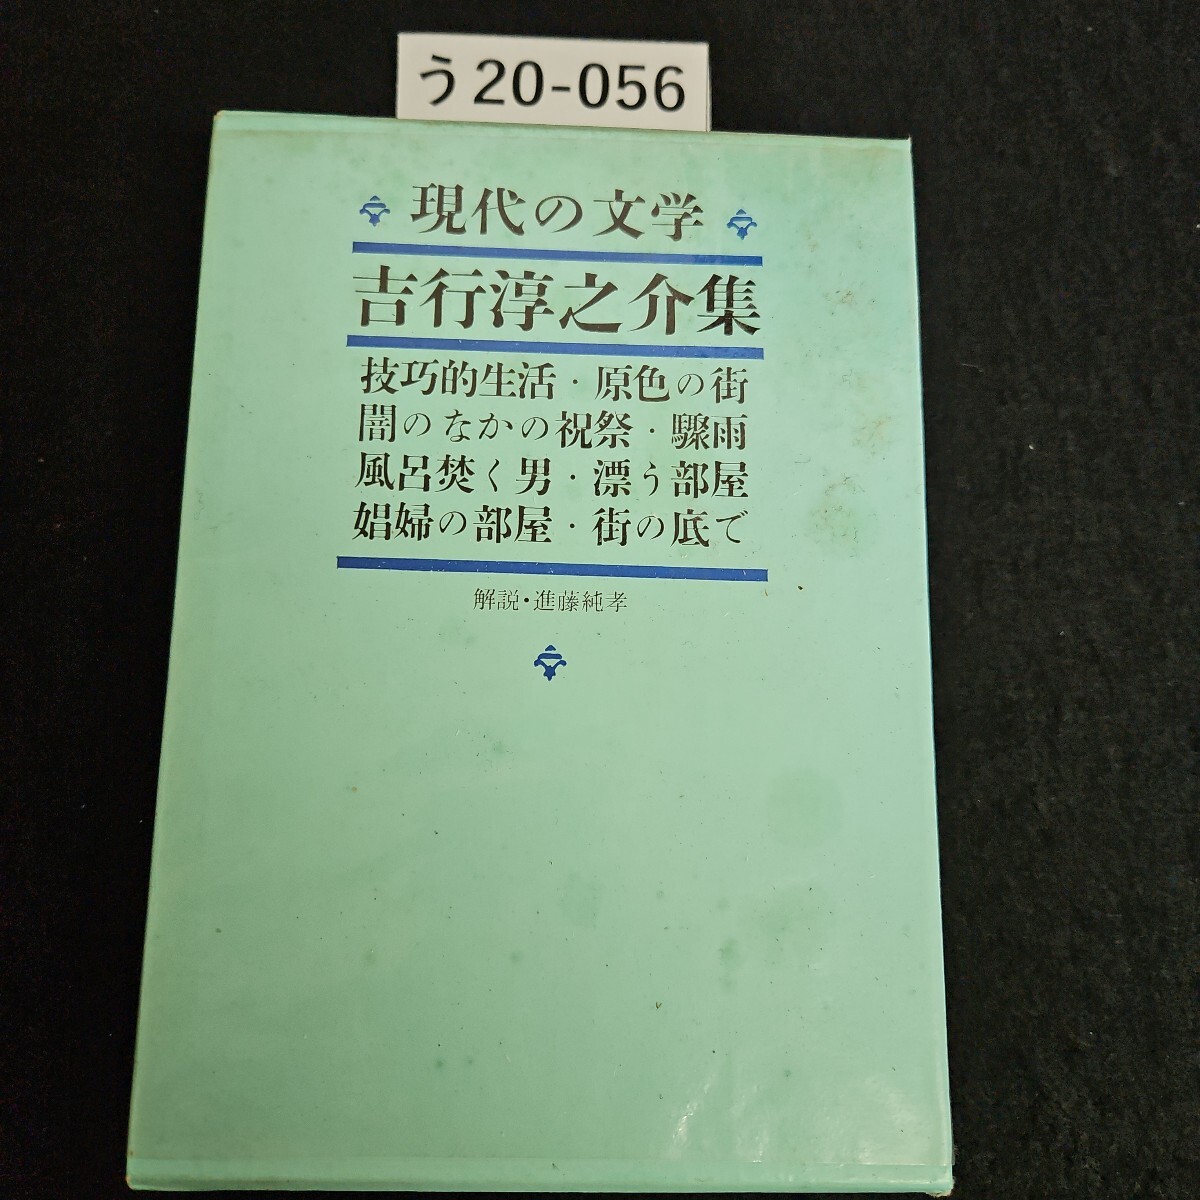 う20-056
現代の文学
吉行淳之介集
技巧的生活・原色の街
闇のなかの祝祭・驟雨
風呂焚く男・漂う部屋
娼婦の部屋・街の底で
解説・進藤純孝